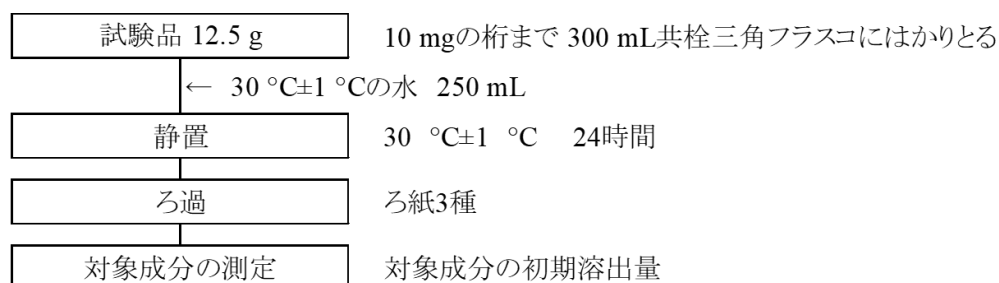 試験品 12.5 g 10 mgの桁まで 300 mL共栓三角フラスコにはかりとる
← 30 °C±1 °Cの水 250 mL
静置 30 °C±1 °C 24時間
ろ過 ろ紙3種
対象成分の測定 対象成分の初期溶出量